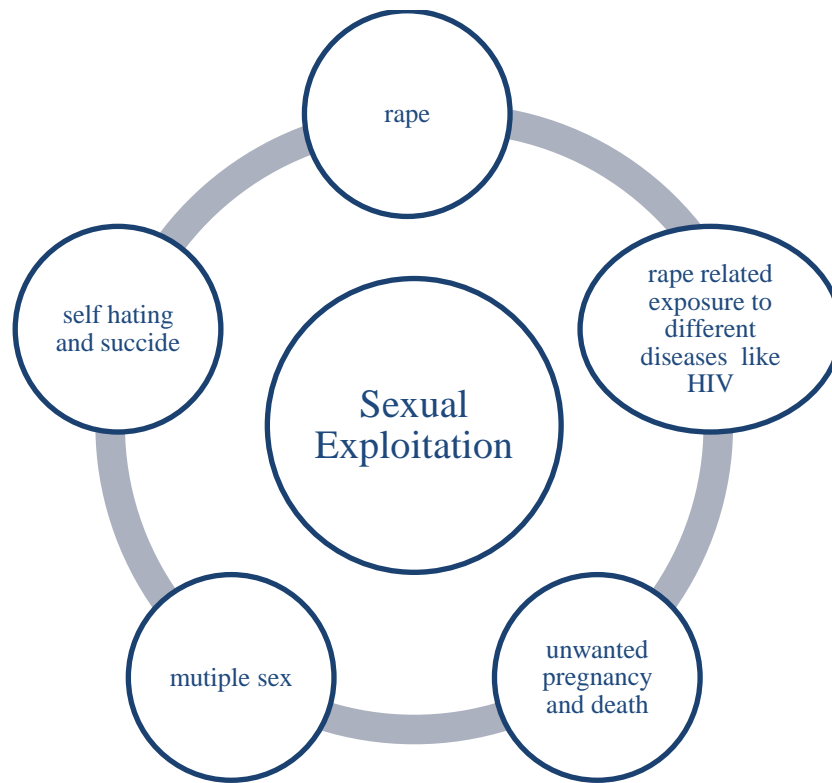 rape
rape related
exposure to
different
diseases like
HIV
self hating
and succide
Sexual
Exploitation
unwanted
pregnancy
and death
mutiple sex